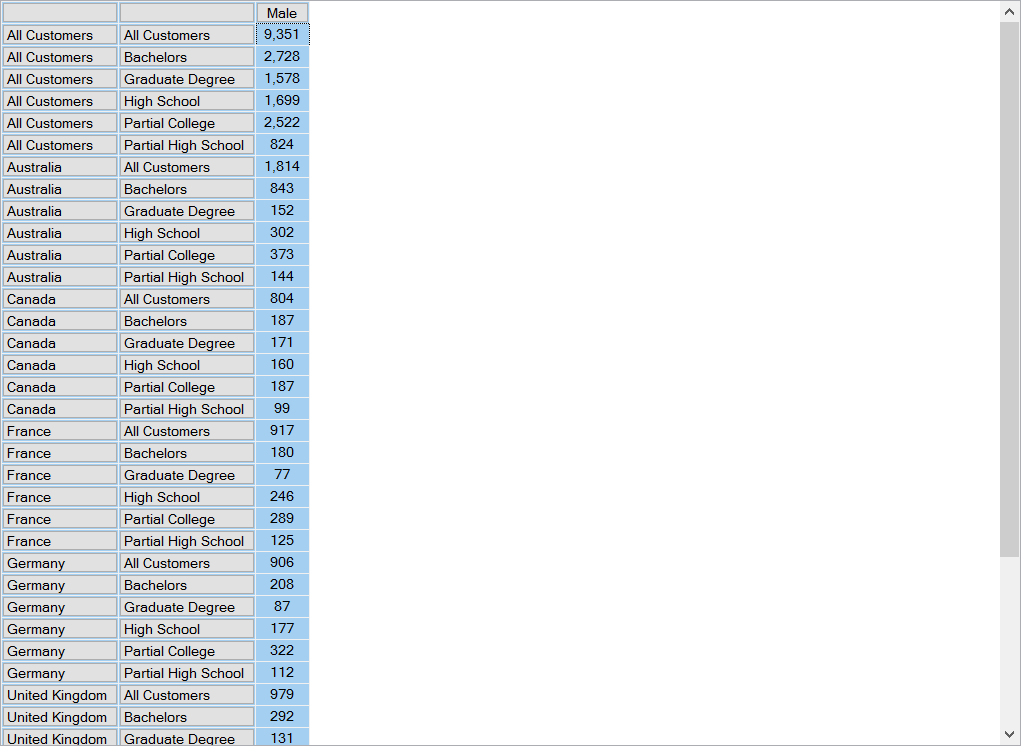 Male
All Customers All Customers 9,351
All Customers Bachelors 2,728
All Customers Graduate Degree 1,578
All Customers High School 1,699
All Customers Partial College 2,522
All Customers Partial High School 824
Australia All Customers 1,814
Australia Bachelors 843
Australia Graduate Degree 152
Australia High School 302
Australia Partial College 373
Australia Partial High School 144
Canada All Customers 804
Canada Bachelors 187
Canada Graduate Degree 171
Canada High School 160
Canada Partial College 187
Canada Partial High School 99
France All Customers 917
France Bachelors 180
France Graduate Degree 77
France High School 246
France Partial College 289
France Partial High School 125
Germany All Customers 906
Germany Bachelors 208
Germany Graduate Degree 87
Germany High School 177
Germany Partial College 322
Germany Partial High School 112
United Kingdom All Customers 979
United Kingdom Bachelors 292
United Kingdom Graduate Degree 131